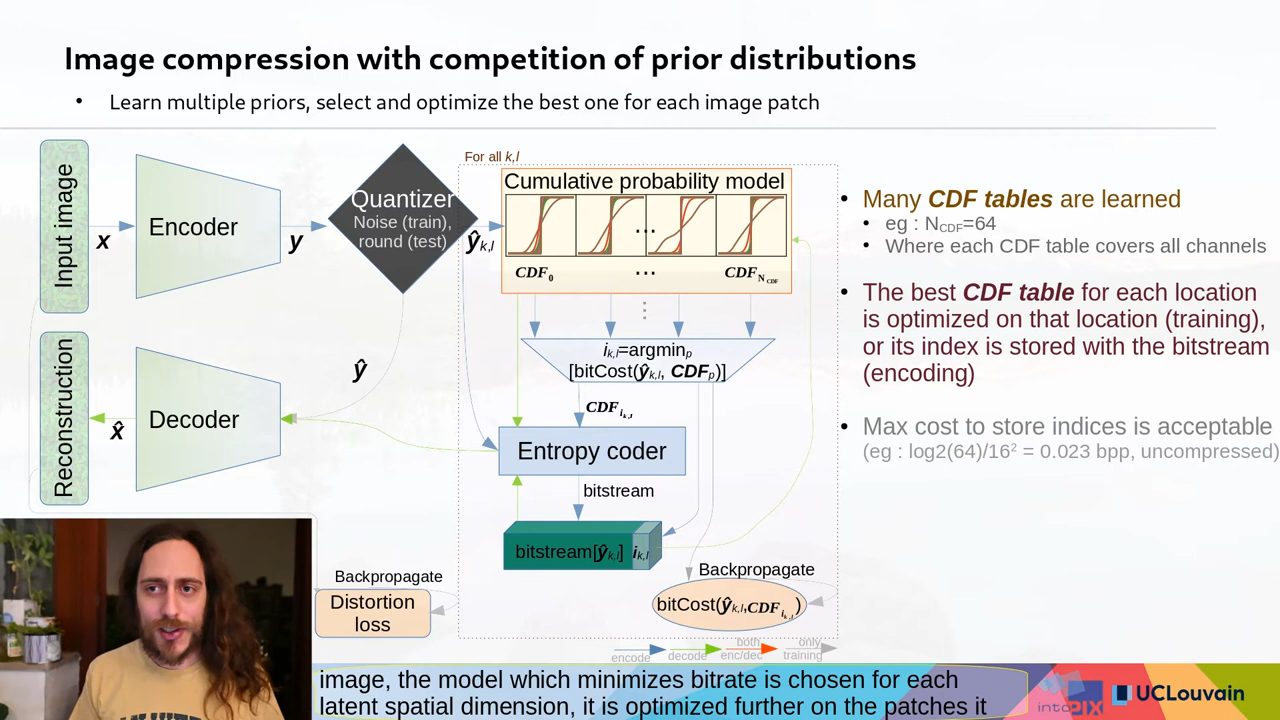 Image compression with competition of prior distributions
• Learn multiple priors, select and optimize the best one for each image patch
Input image
x
Encoder
y
Quantizer
Noise (train),
round (test)
ŷk,l
For all k,l
Cumulative probability model
...
CDF0 ... CDFN CDF
⋮
ik,l=argminp
[bitCost(ŷk,l, CDFp)]
CDFik,l
Entropy coder
bitstream
bitstream[ŷk,l] ik,l
ŷ
Reconstruction
x̂
Decoder
Backpropagate
Distortion
loss
Backpropagate
bitCost(ŷk,l,CDFik,l)
encode
decode
both
enc/dec
only
training
• Many CDF tables are learned
• eg : NCDF=64
• Where each CDF table covers all channels
• The best CDF table for each location
is optimized on that location (training),
or its index is stored with the bitstream
(encoding)
• Max cost to store indices is acceptable
(eg : log2(64)/16² = 0.023 bpp, uncompressed)
image, the model which minimizes bitrate is chosen for each
latent spatial dimension, it is optimized further on the patches it
intoPIX
UCLouvain